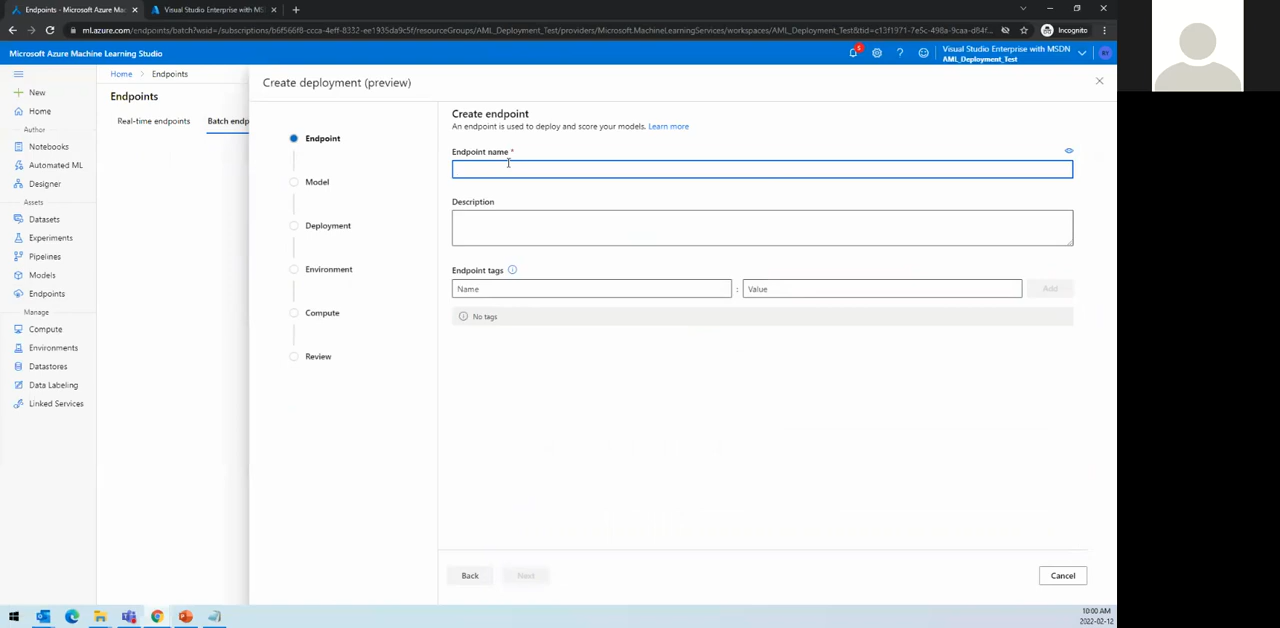 Endpoints - Microsoft Azure Mac
Visual Studio Enterprise with MS
ml.azure.com/endpoints/batch?wsid=/subscriptions/b6f566f8-ccca-4eff-8332-ee1935da9c5f/resourceGroups/AML_Deployment_Test/providers/Microsoft.MachineLearningServices/workspaces/AML_Deployment_Test&tid=c13f1971-7e5c-498a-9caa-d64f...
Incognito
Microsoft Azure Machine Learning Studio
5
Visual Studio Enterprise with MSDN
AML_Deployment_Test
New
Home
Author
Notebooks
Automated ML
Designer
Assets
Datasets
Experiments
Pipelines
Models
Endpoints
Manage
Compute
Environments
Datastores
Data Labeling
Linked Services
Home > Endpoints
Endpoints
Real-time endpoints
Batch endp
Create deployment (preview)
Endpoint
Model
Deployment
Environment
Compute
Review
Create endpoint
An endpoint is used to deploy and score your models. Learn more
Endpoint name *
Description
Endpoint tags
Name : Value Add
No tags
Back Next Cancel
10:00 AM
2022-02-12